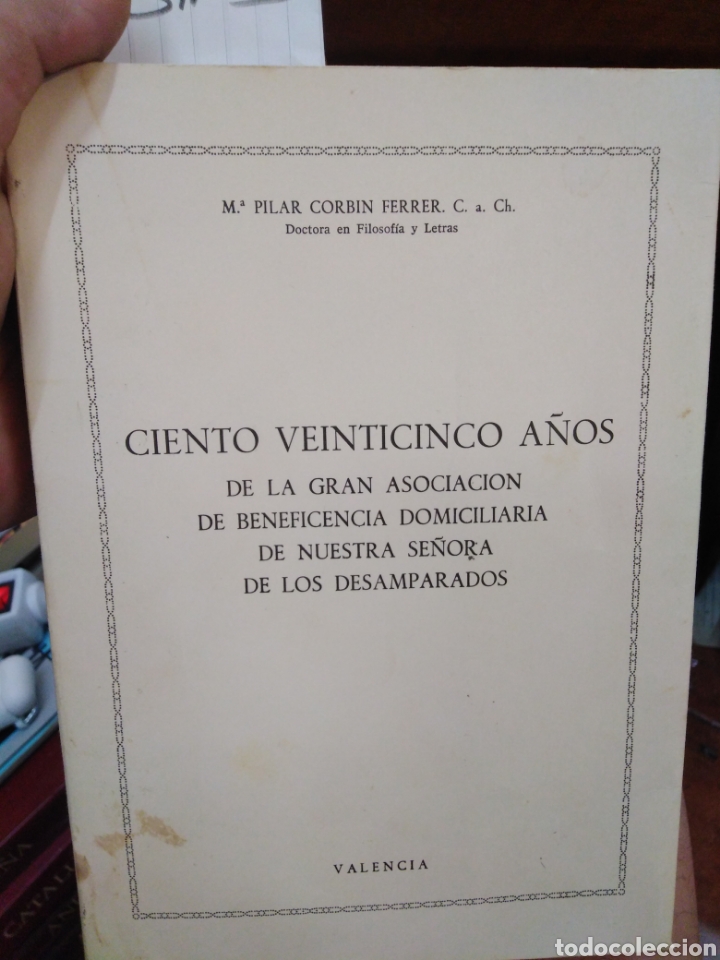 M.ª PILAR CORBIN FERRER. C. a. Ch.
Doctora en Filosofía y Letras
CIENTO VEINTICINCO AÑOS
DE LA GRAN ASOCIACION
DE BENEFICENCIA DOMICILIARIA
DE NUESTRA SEÑORA
DE LOS DESAMPARADOS
VALENCIA
todocoleccion